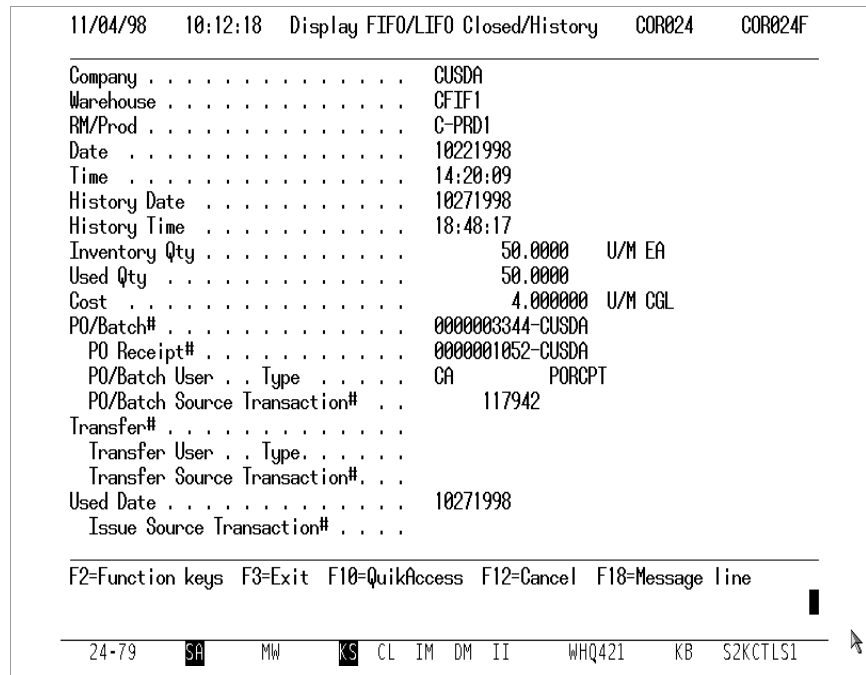 11/04/98 10:12:18 Display FIFO/LIFO Closed/History COR024 COR024F
Company . . . . . . . . . . . . . . CUSDA
Warehouse . . . . . . . . . . . . . CFIF1
RM/Prod . . . . . . . . . . . . . . C-PRD1
Date . . . . . . . . . . . . . . . 10221998
Time . . . . . . . . . . . . . . . 14:20:09
History Date . . . . . . . . . . . 10271998
History Time . . . . . . . . . . . 18:48:17
Inventory Qty . . . . . . . . . . . 50.0000 U/M EA
Used Qty . . . . . . . . . . . . . 50.0000
Cost . . . . . . . . . . . . . . . 4.000000 U/M CGL
PO/Batch# . . . . . . . . . . . . . 0000003344-CUSDA
PO Receipt# . . . . . . . . . . . 0000001052-CUSDA
PO/Batch User . . Type . . . . . CA PORCPT
PO/Batch Source Transaction# . . 117942
Transfer# . . . . . . . . . . . . .
Transfer User . . Type. . . . . .
Transfer Source Transaction#. . .
Used Date . . . . . . . . . . . . . 10271998
Issue Source Transaction# . . . .
F2=Function keys F3=Exit F10=QuikAccess F12=Cancel F18=Message line
24-79 SA MW KS CL IM DM II WHQ421 KB S2KCTLS1